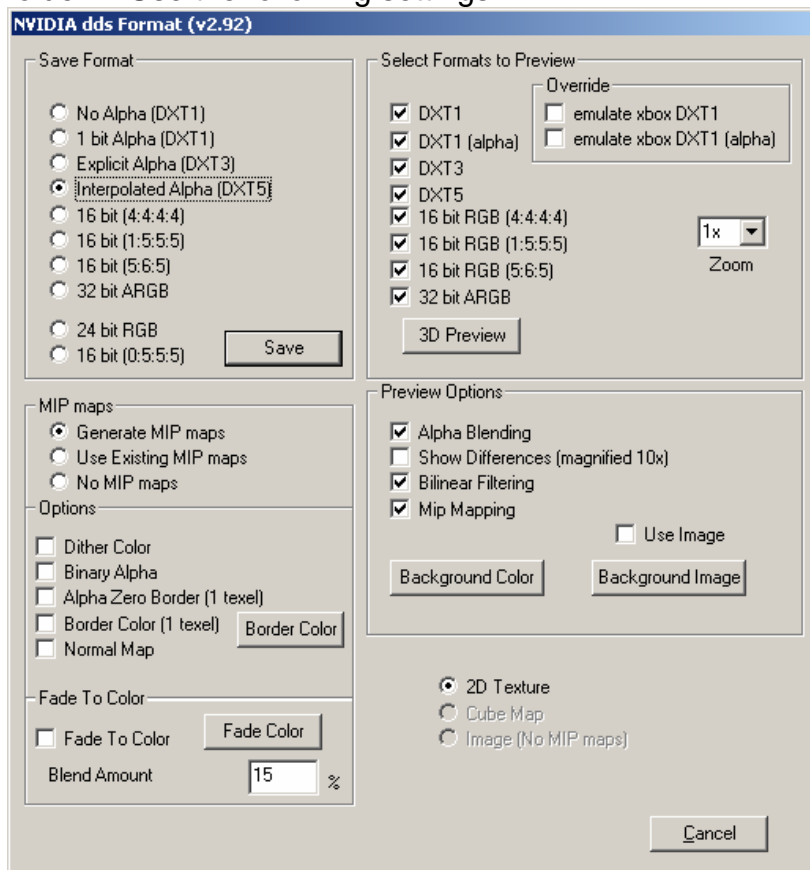 NVIDIA dds Format (v2.92)
Save Format
No Alpha (DXT1)
1 bit Alpha (DXT1)
Explicit Alpha (DXT3)
Interpolated Alpha (DXT5)
16 bit (4:4:4:4)
16 bit (1:5:5:5)
16 bit (5:6:5)
32 bit ARGB
24 bit RGB
16 bit (0:5:5:5)
Save
Select Formats to Preview
DXT1
DXT1 (alpha)
DXT3
DXT5
16 bit RGB (4:4:4:4)
16 bit RGB (1:5:5:5)
16 bit RGB (5:6:5)
32 bit ARGB
Override
emulate xbox DXT1
emulate xbox DXT1 (alpha)
1x
Zoom
3D Preview
MIP maps
Generate MIP maps
Use Existing MIP maps
No MIP maps
Options
Dither Color
Binary Alpha
Alpha Zero Border (1 texel)
Border Color (1 texel)
Border Color
Normal Map
Fade To Color
Fade To Color
Fade Color
Blend Amount
15 %
Preview Options
Alpha Blending
Show Differences (magnified 10x)
Bilinear Filtering
Mip Mapping
Use Image
Background Color
Background Image
2D Texture
Cube Map
Image (No MIP maps)
Cancel